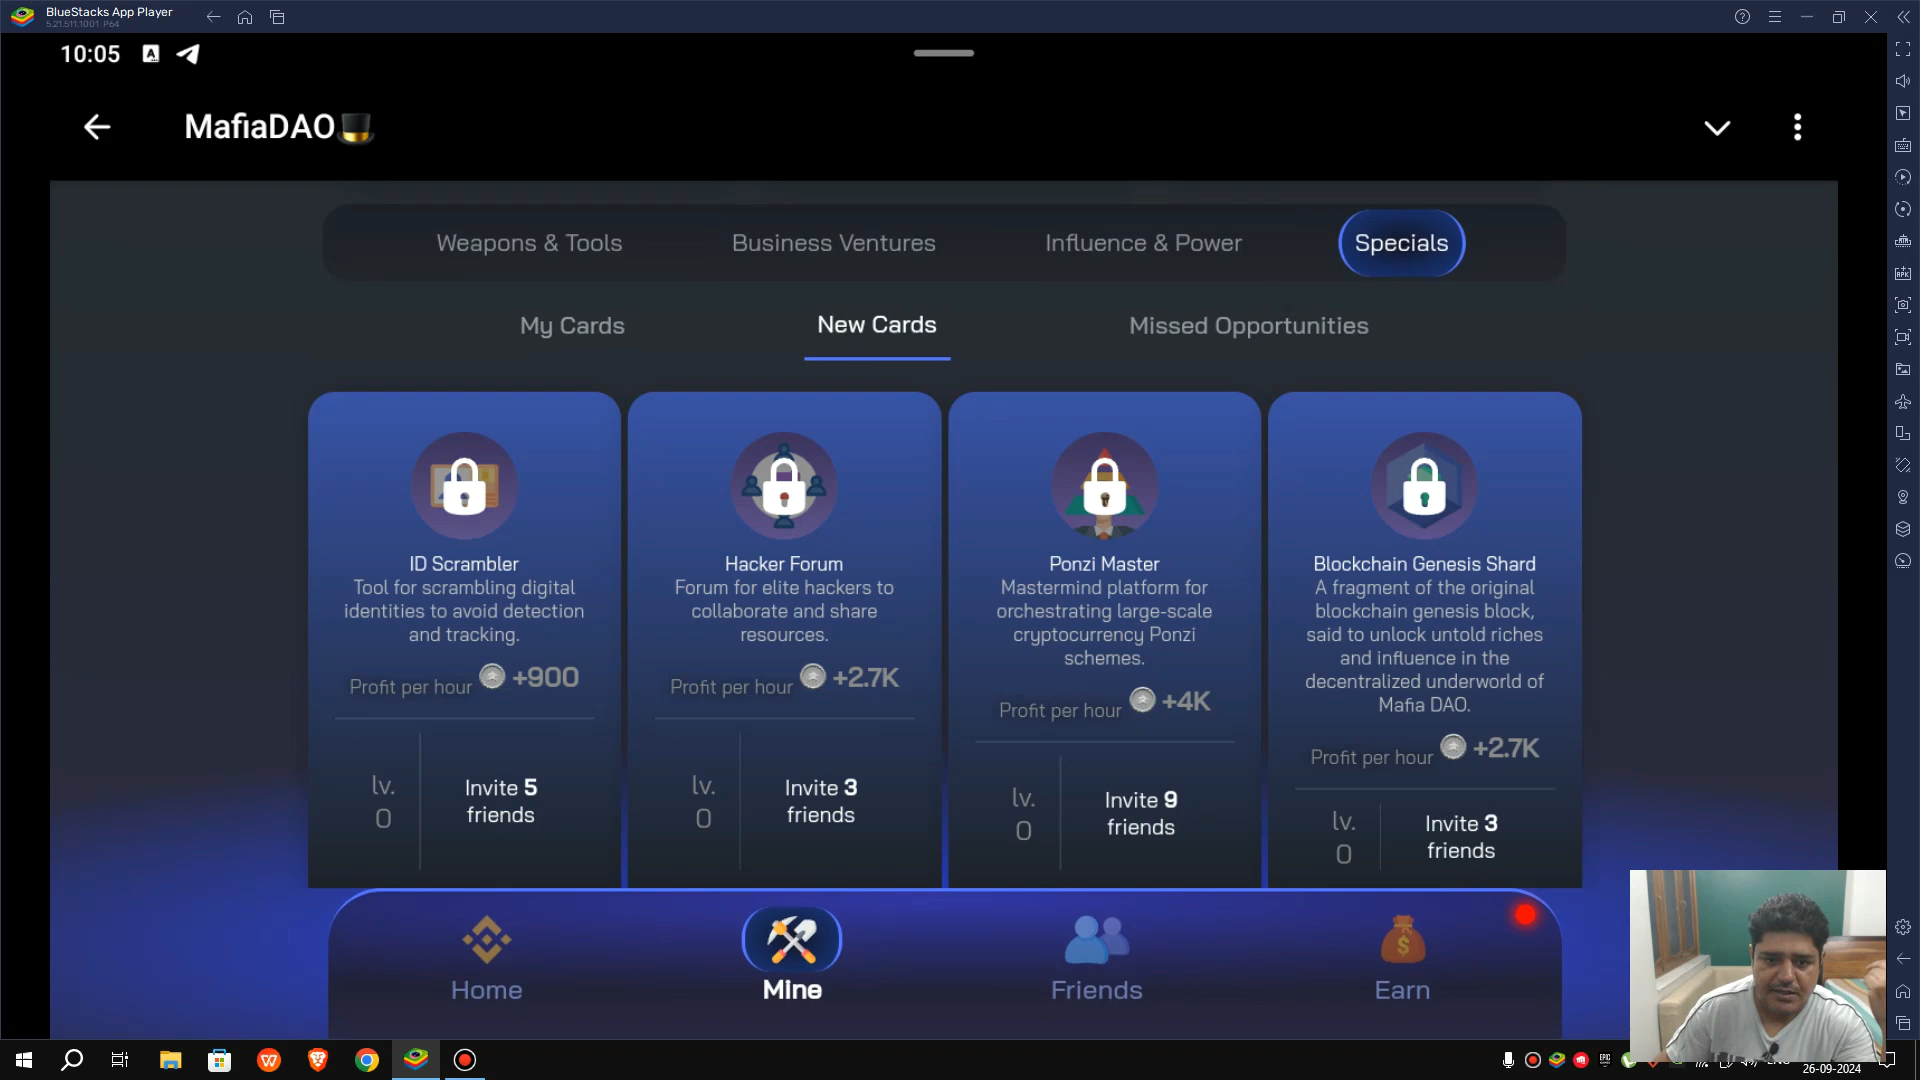 BlueStacks App Player
5.21.511.1001 P64
10:05
MafiaDAO
Weapons & Tools
Business Ventures
Influence & Power
Specials
My Cards
New Cards
Missed Opportunities
ID Scrambler
Tool for scrambling digital
identities to avoid detection
and tracking.
Profit per hour +900
lv.
0
Invite 5
friends
Hacker Forum
Forum for elite hackers to
collaborate and share
resources.
Profit per hour +2.7K
lv.
0
Invite 3
friends
Ponzi Master
Mastermind platform for
orchestrating large-scale
cryptocurrency Ponzi
schemes.
Profit per hour +4K
lv.
0
Invite 9
friends
Blockchain Genesis Shard
A fragment of the original
blockchain genesis block,
said to unlock untold riches
and influence in the
decentralized underworld of
Mafia DAO.
Profit per hour +2.7K
lv.
0
Invite 3
friends
Home
Mine
Friends
Earn
26-09-2024